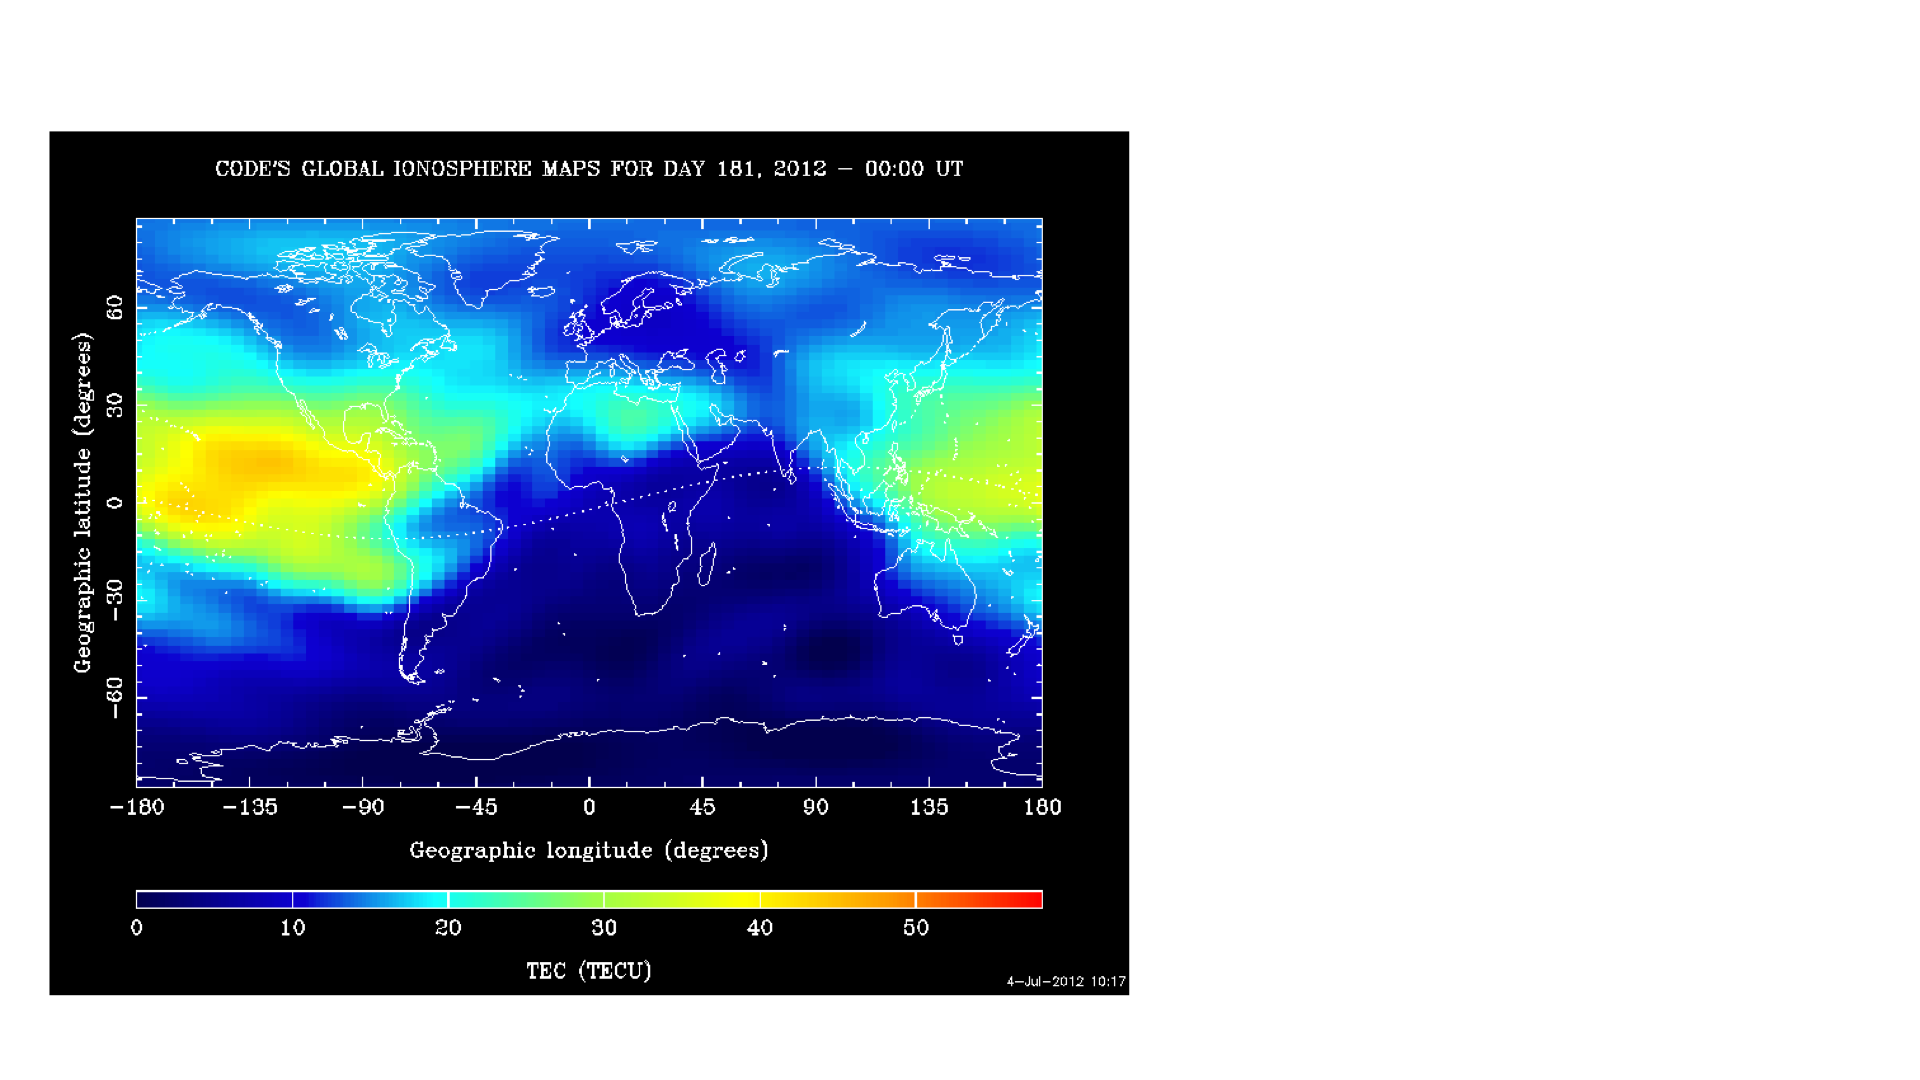 CODE'S GLOBAL IONOSPHERE MAPS FOR DAY 181, 2012 − 00:00 UT
Geographic latitude (degrees)
60
30
0
−30
−60
−180 −135 −90 −45 0 45 90 135 180
Geographic longitude (degrees)
0 10 20 30 40 50
TEC (TECU)
4−Jul−2012 10:17